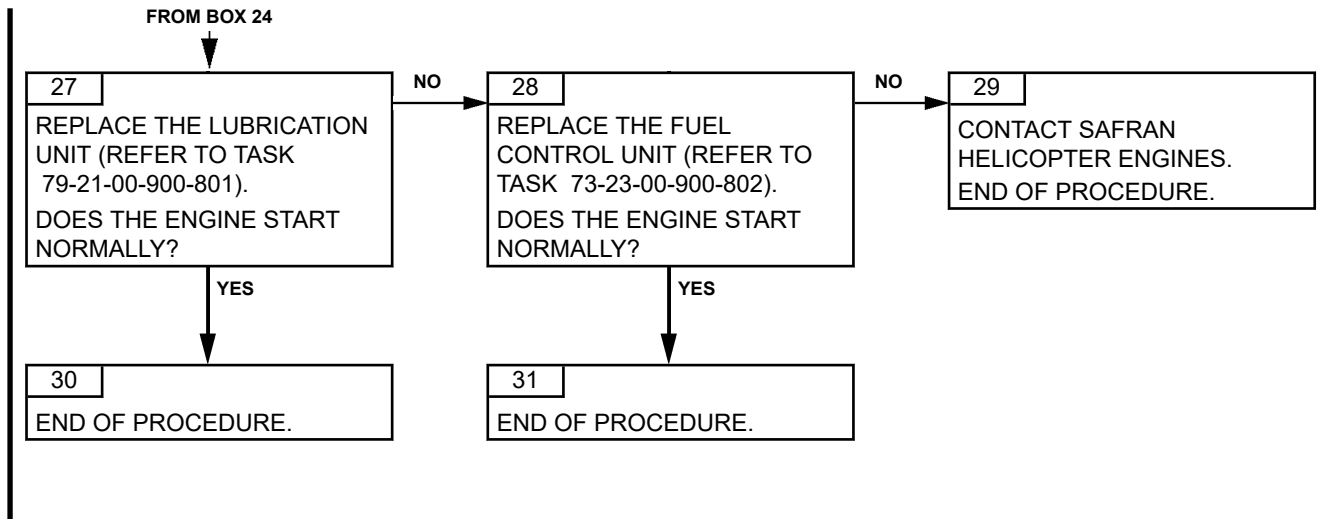 FROM BOX 24
27
REPLACE THE LUBRICATION
UNIT (REFER TO TASK
79-21-00-900-801).
DOES THE ENGINE START
NORMALLY?
NO
28
REPLACE THE FUEL
CONTROL UNIT (REFER TO
TASK 73-23-00-900-802).
DOES THE ENGINE START
NORMALLY?
NO
29
CONTACT SAFRAN
HELICOPTER ENGINES.
END OF PROCEDURE.
YES
YES
30
END OF PROCEDURE.
31
END OF PROCEDURE.